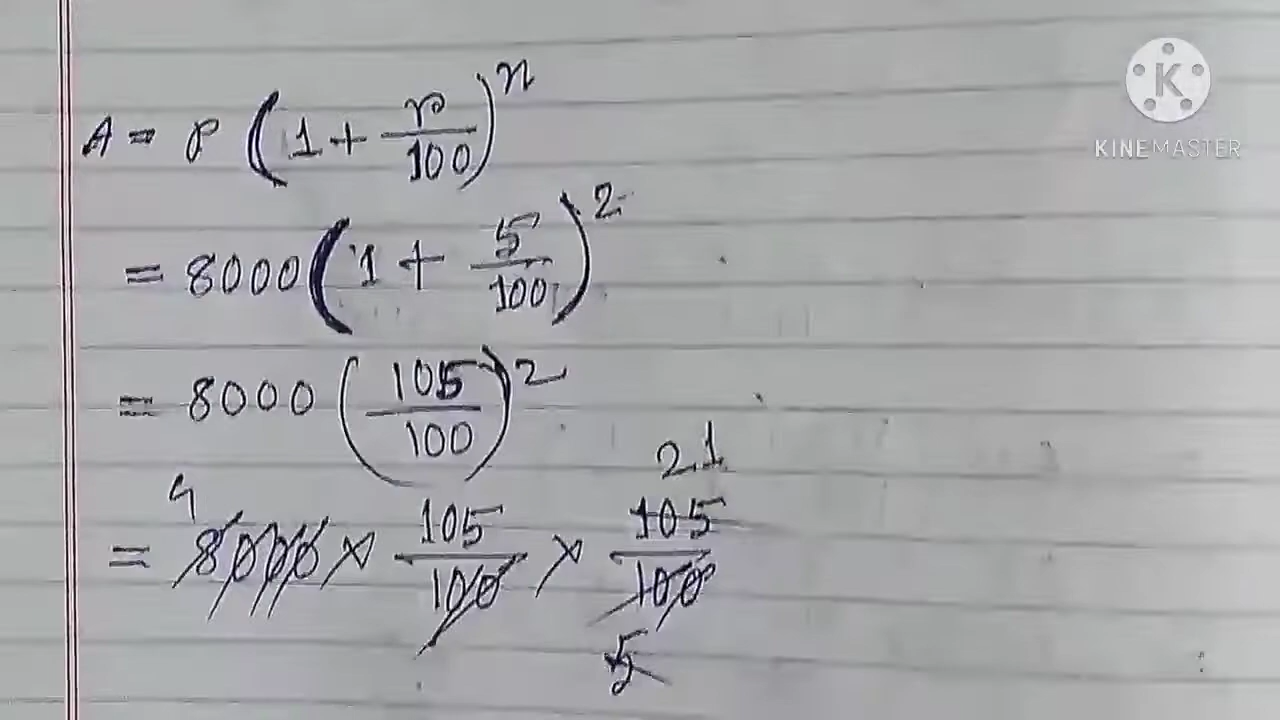 A = P (1 + r/100)^n
KINEMASTER
= 8000 (1 + 5/100)^2
= 8000 (105/100)^2
4 21
= 8000 × 105/100 × 105/100
5